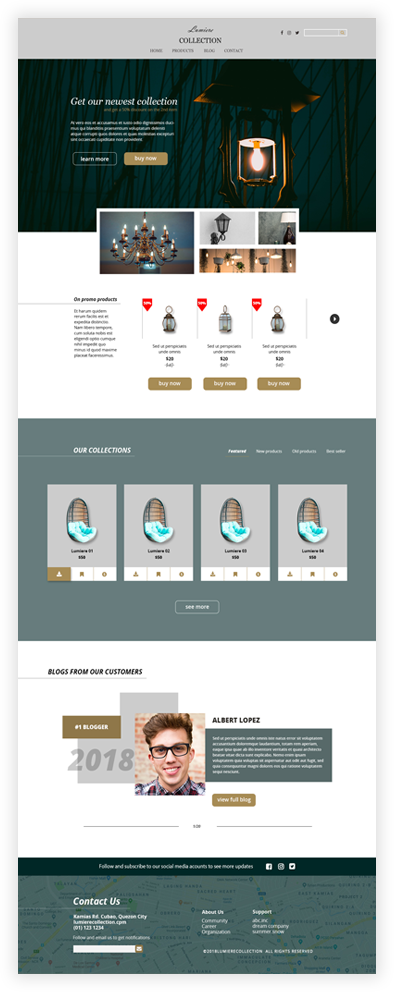 Lumiere
COLLECTION
HOME PRODUCTS BLOG CONTACT
Get our newest collection
and get a 50% discount on the 2nd item
At vero eos et accusamus et iusto odio dignissimos duci
mus qui blanditiis praesentium voluptatum deleniti
atque corrupti quos dolores et quas molestias excepturi
sint occaecati cupiditate non provident
learn more buy now
On promo products
Et harum quidem
rerum facilis est et
expedita distinctio.
Nam libero tempore,
cum soluta nobis est
eligendi optio cumque
nihil impedit quo
minus id quod maxime
placeat facerepossimus
50% 50% 50%
Sed ut perspiciatis Sed ut perspiciatis Sed ut perspiciatis
unde omnis unde omnis unde omnis
$20 $20 $20
$40 $40 $40
buy now buy now buy now
OUR COLLECTIONS
Featured New products Old products Best seller
Lumiere 01 Lumiere 02 Lumiere 03 Lumiere 04
$50 $50 $50 $50
see more
BLOGS FROM OUR CUSTOMERS
#1 BLOGGER
2018
ALBERT LOPEZ
Sed ut perspiciatis unde omnis iste natus error sit voluptatem
accusantium doloremque laudantium, totam rem aperiam,
eaque ipsa quae ab illo inventore veritatis et quasi architecto
beatae vitae dicta sunt explicabo. Nemo enim ipsam
voluptatem quia voluptas sit aspernatur aut odit aut fugit, sed
quia consequuntur magni dolores eos qui ratione voluptatem
sequi nesciunt.
view full blog
Follow and subscribe to our social media acounts to see more updates
Contact Us
Kamias Rd. Cubao, Quezon City
lumierecollection.cpm
(01) 123 1234
Follow and email us to get notifications
About Us
Community
Career
Organization
Support
abc.inc
dream company
summer snow
©2018LUMIERECOLLECTION ALL RIGHTS RESERVED